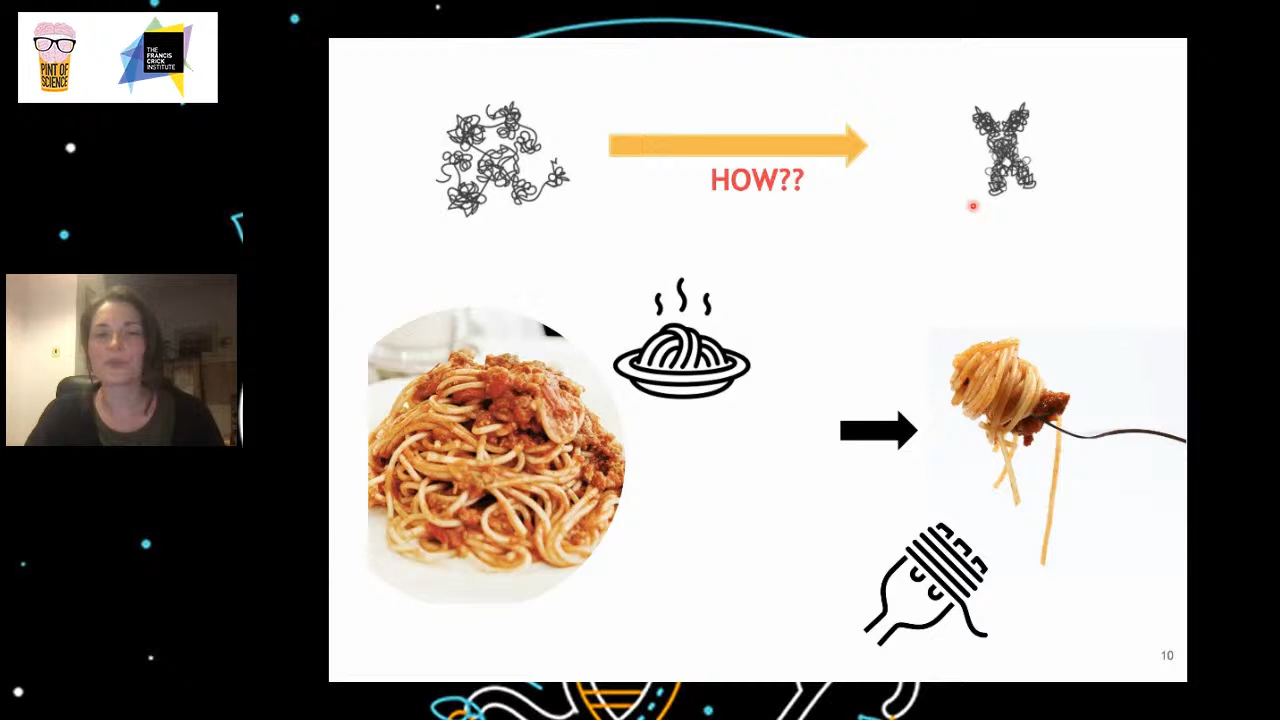 PINT OF
SCIENCE
THE
FRANCIS
CRICK
INSTITUTE
HOW??
10